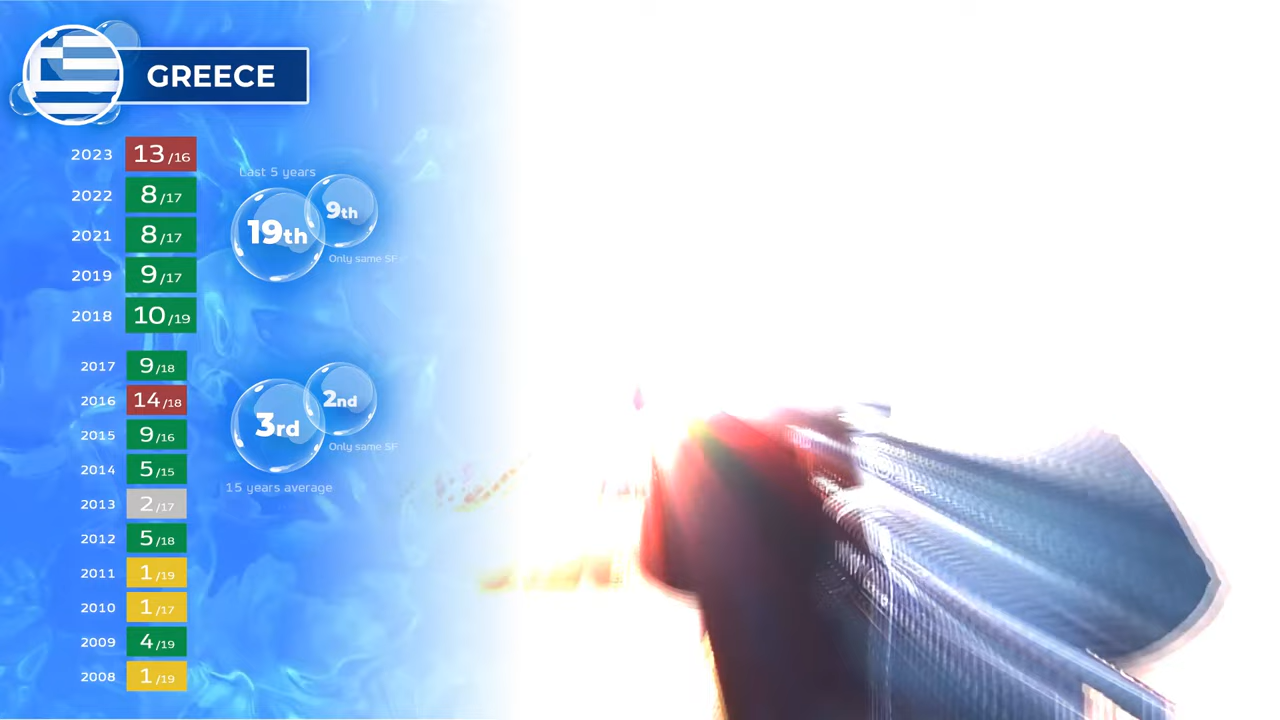 GREECE
2023 13/16
2022 8/17
2021 8/17
2019 9/17
2018 10/19
Last 5 years
19th
9th
Only same SF
2017 9/18
2016 14/18
2015 9/16
2014 5/15
2013 2/17
2012 5/18
2011 1/19
2010 1/17
2009 4/19
2008 1/19
3rd
2nd
Only same SF
15 years average